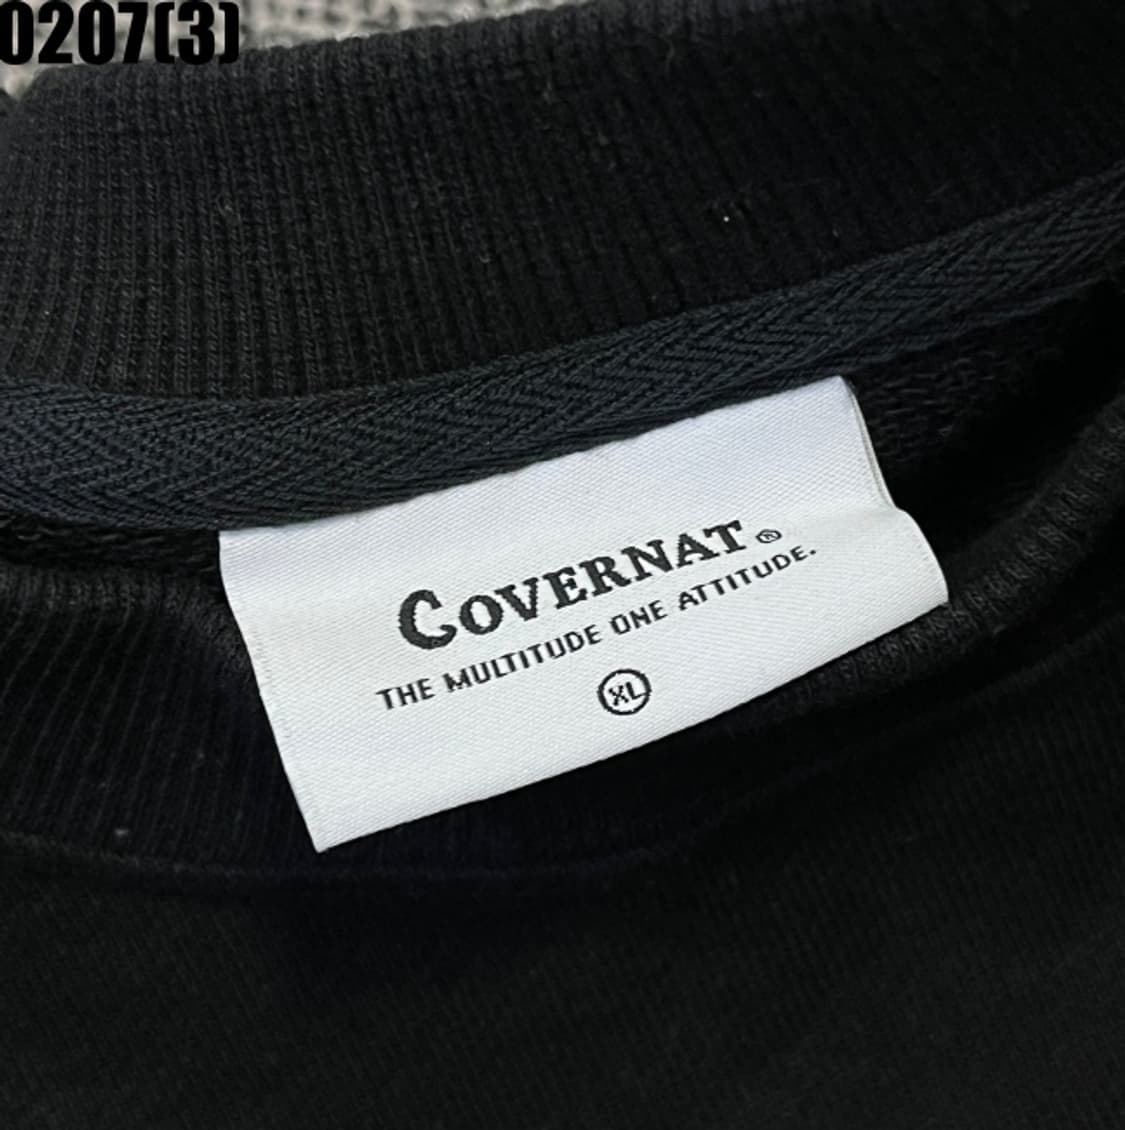 0207(3)
COVERNAT®
THE MULTITUDE ONE ATTITUDE.
XL